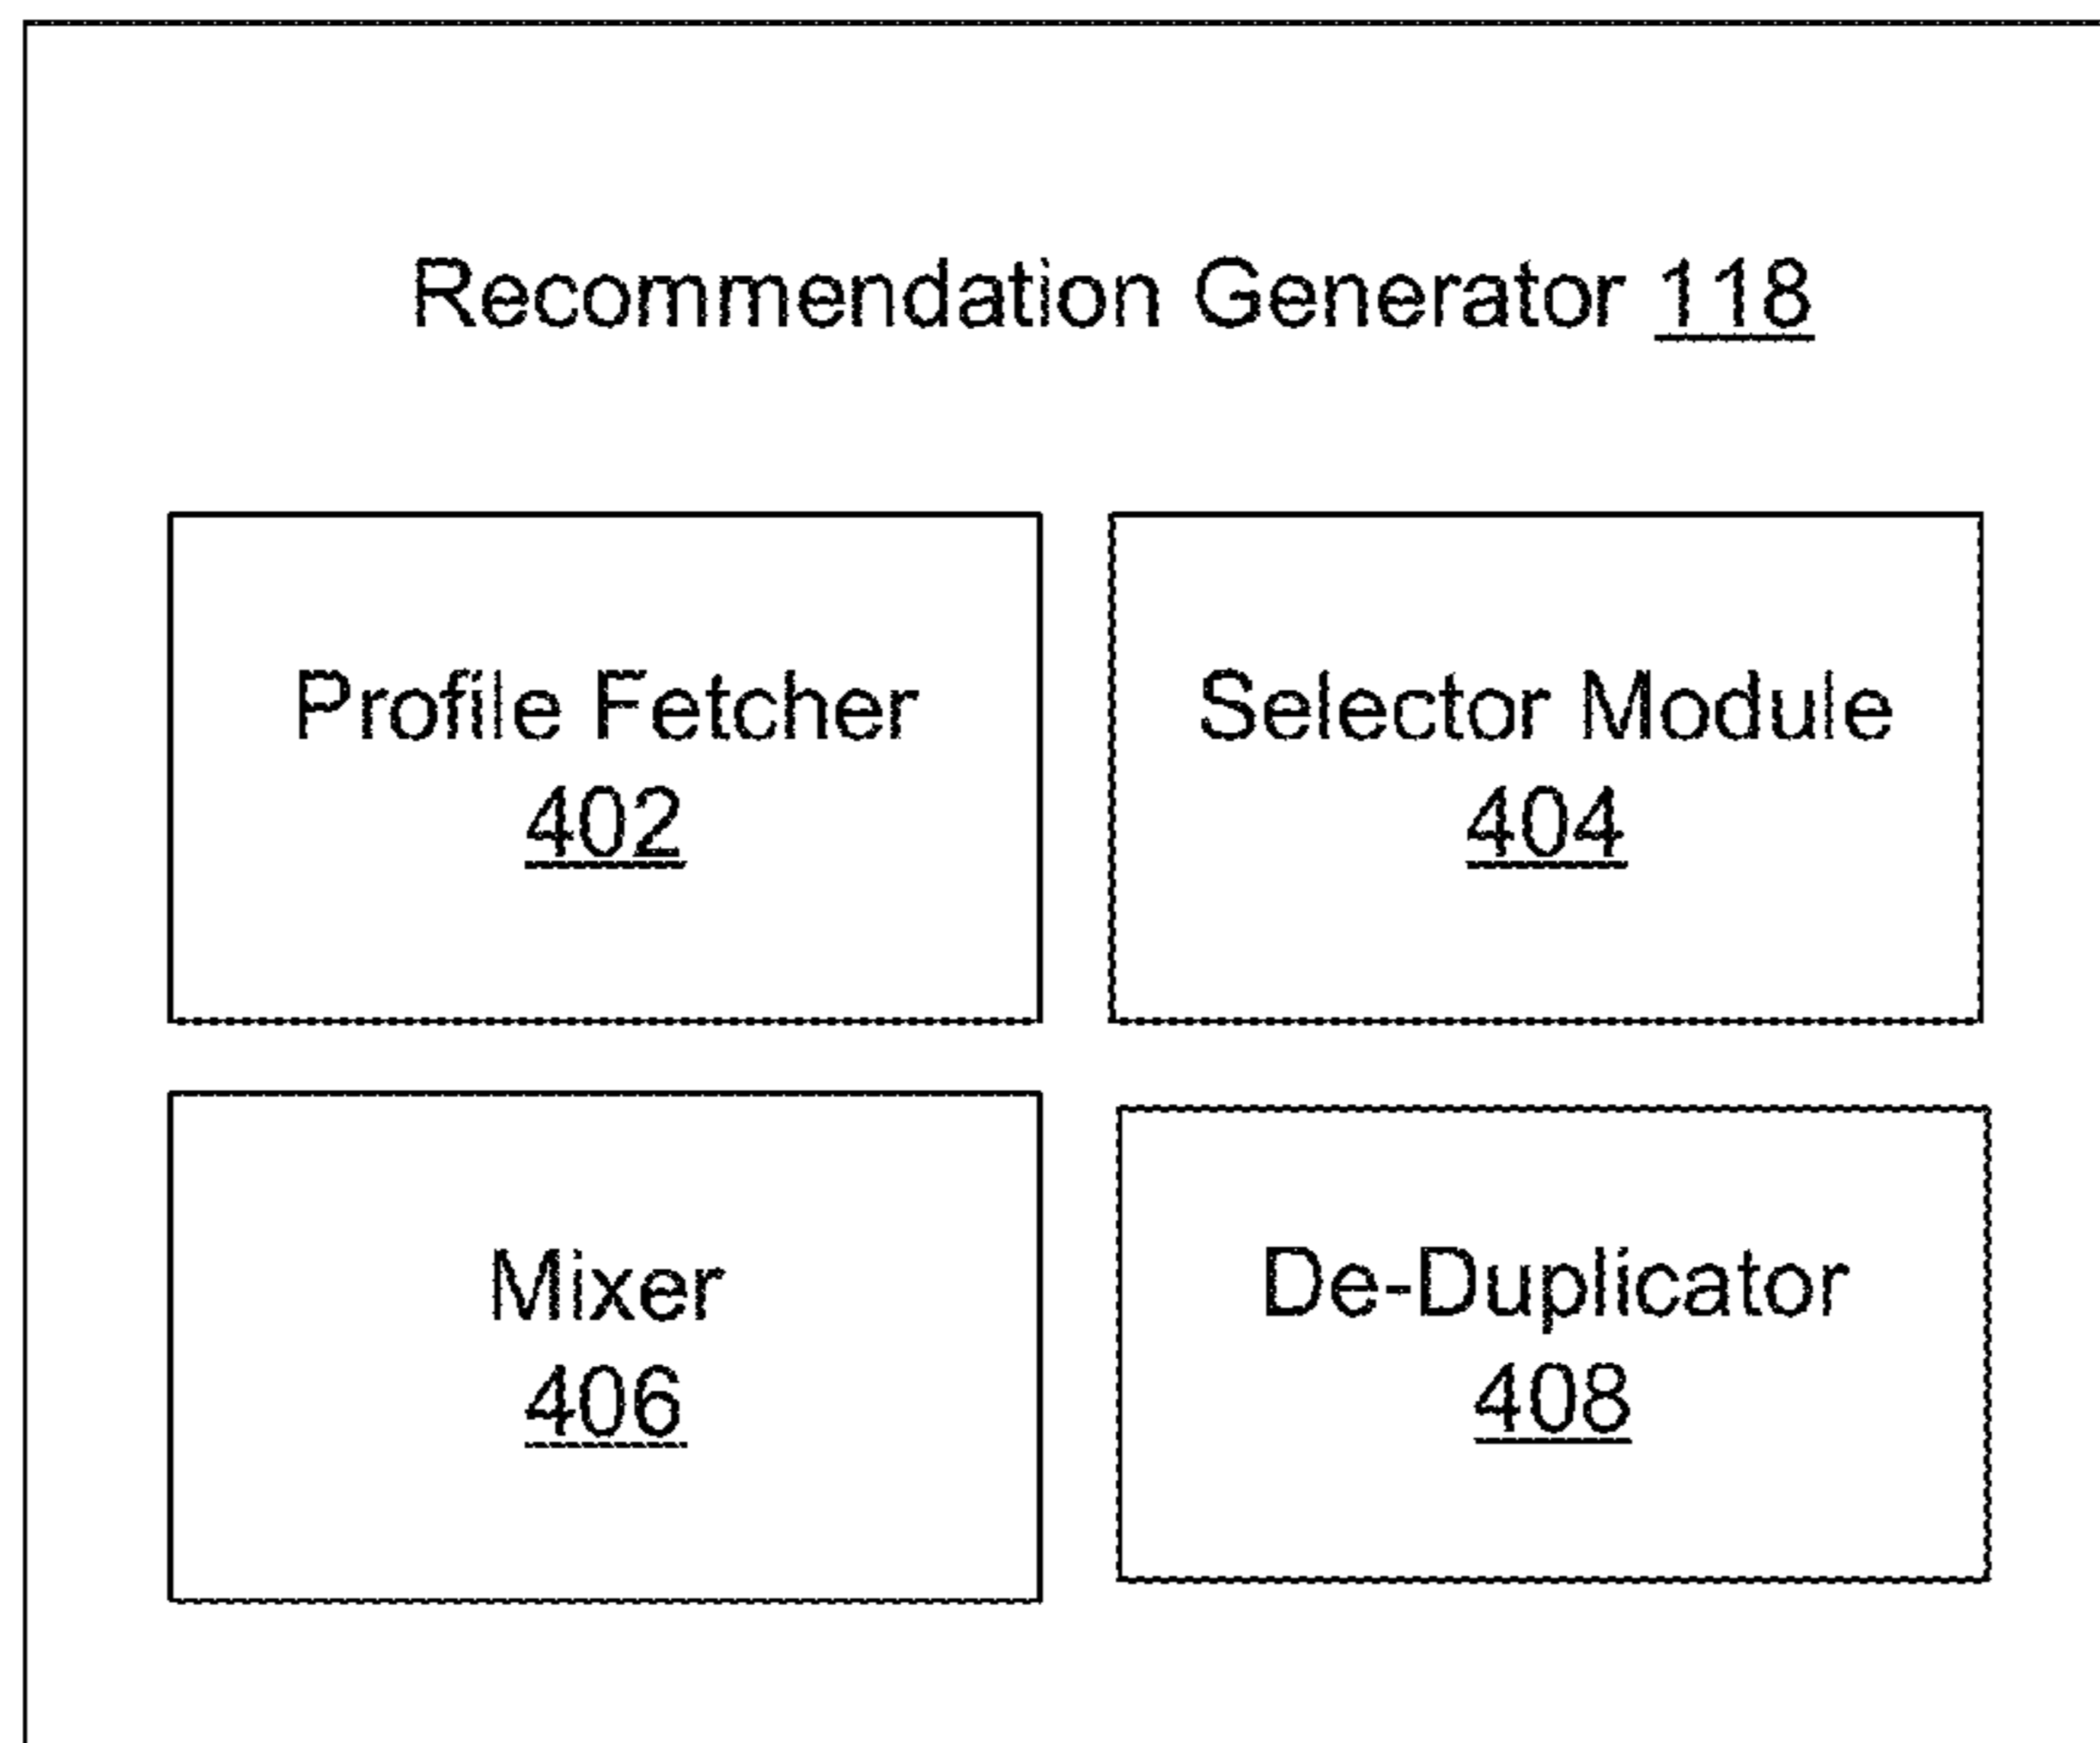 Recommendation Generator 118
Profile Fetcher
402
Selector Module
404
Mixer
406
De-Duplicator
408